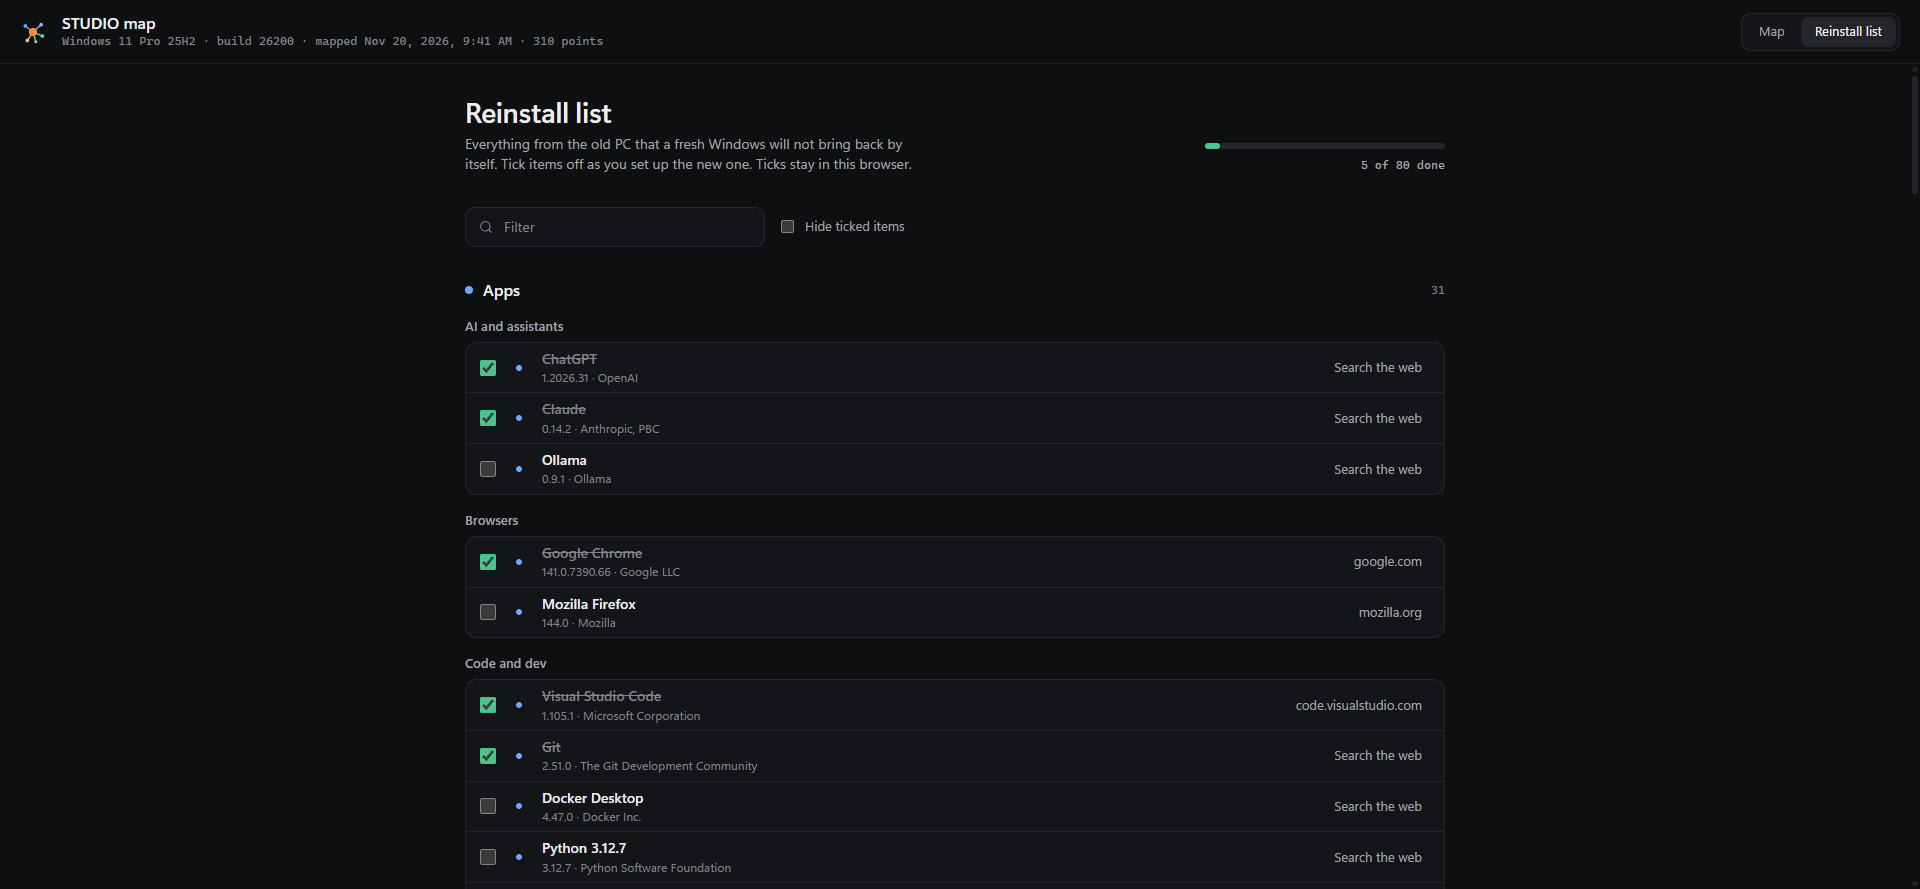 STUDIO map
Windows 11 Pro 25H2 · build 26200 · mapped Nov 20, 2026, 9:41 AM · 310 points
Map
Reinstall list
Reinstall list
Everything from the old PC that a fresh Windows will not bring back by
itself. Tick items off as you set up the new one. Ticks stay in this browser.
5 of 80 done
Filter
Hide ticked items
Apps
31
AI and assistants
ChatGPT
1.2026.31 · OpenAI
Search the web
Claude
0.14.2 · Anthropic, PBC
Search the web
Ollama
0.9.1 · Ollama
Search the web
Browsers
Google Chrome
141.0.7390.66 · Google LLC
google.com
Mozilla Firefox
144.0 · Mozilla
mozilla.org
Code and dev
Visual Studio Code
1.105.1 · Microsoft Corporation
code.visualstudio.com
Git
2.51.0 · The Git Development Community
Search the web
Docker Desktop
4.47.0 · Docker Inc.
Search the web
Python 3.12.7
3.12.7 · Python Software Foundation
Search the web